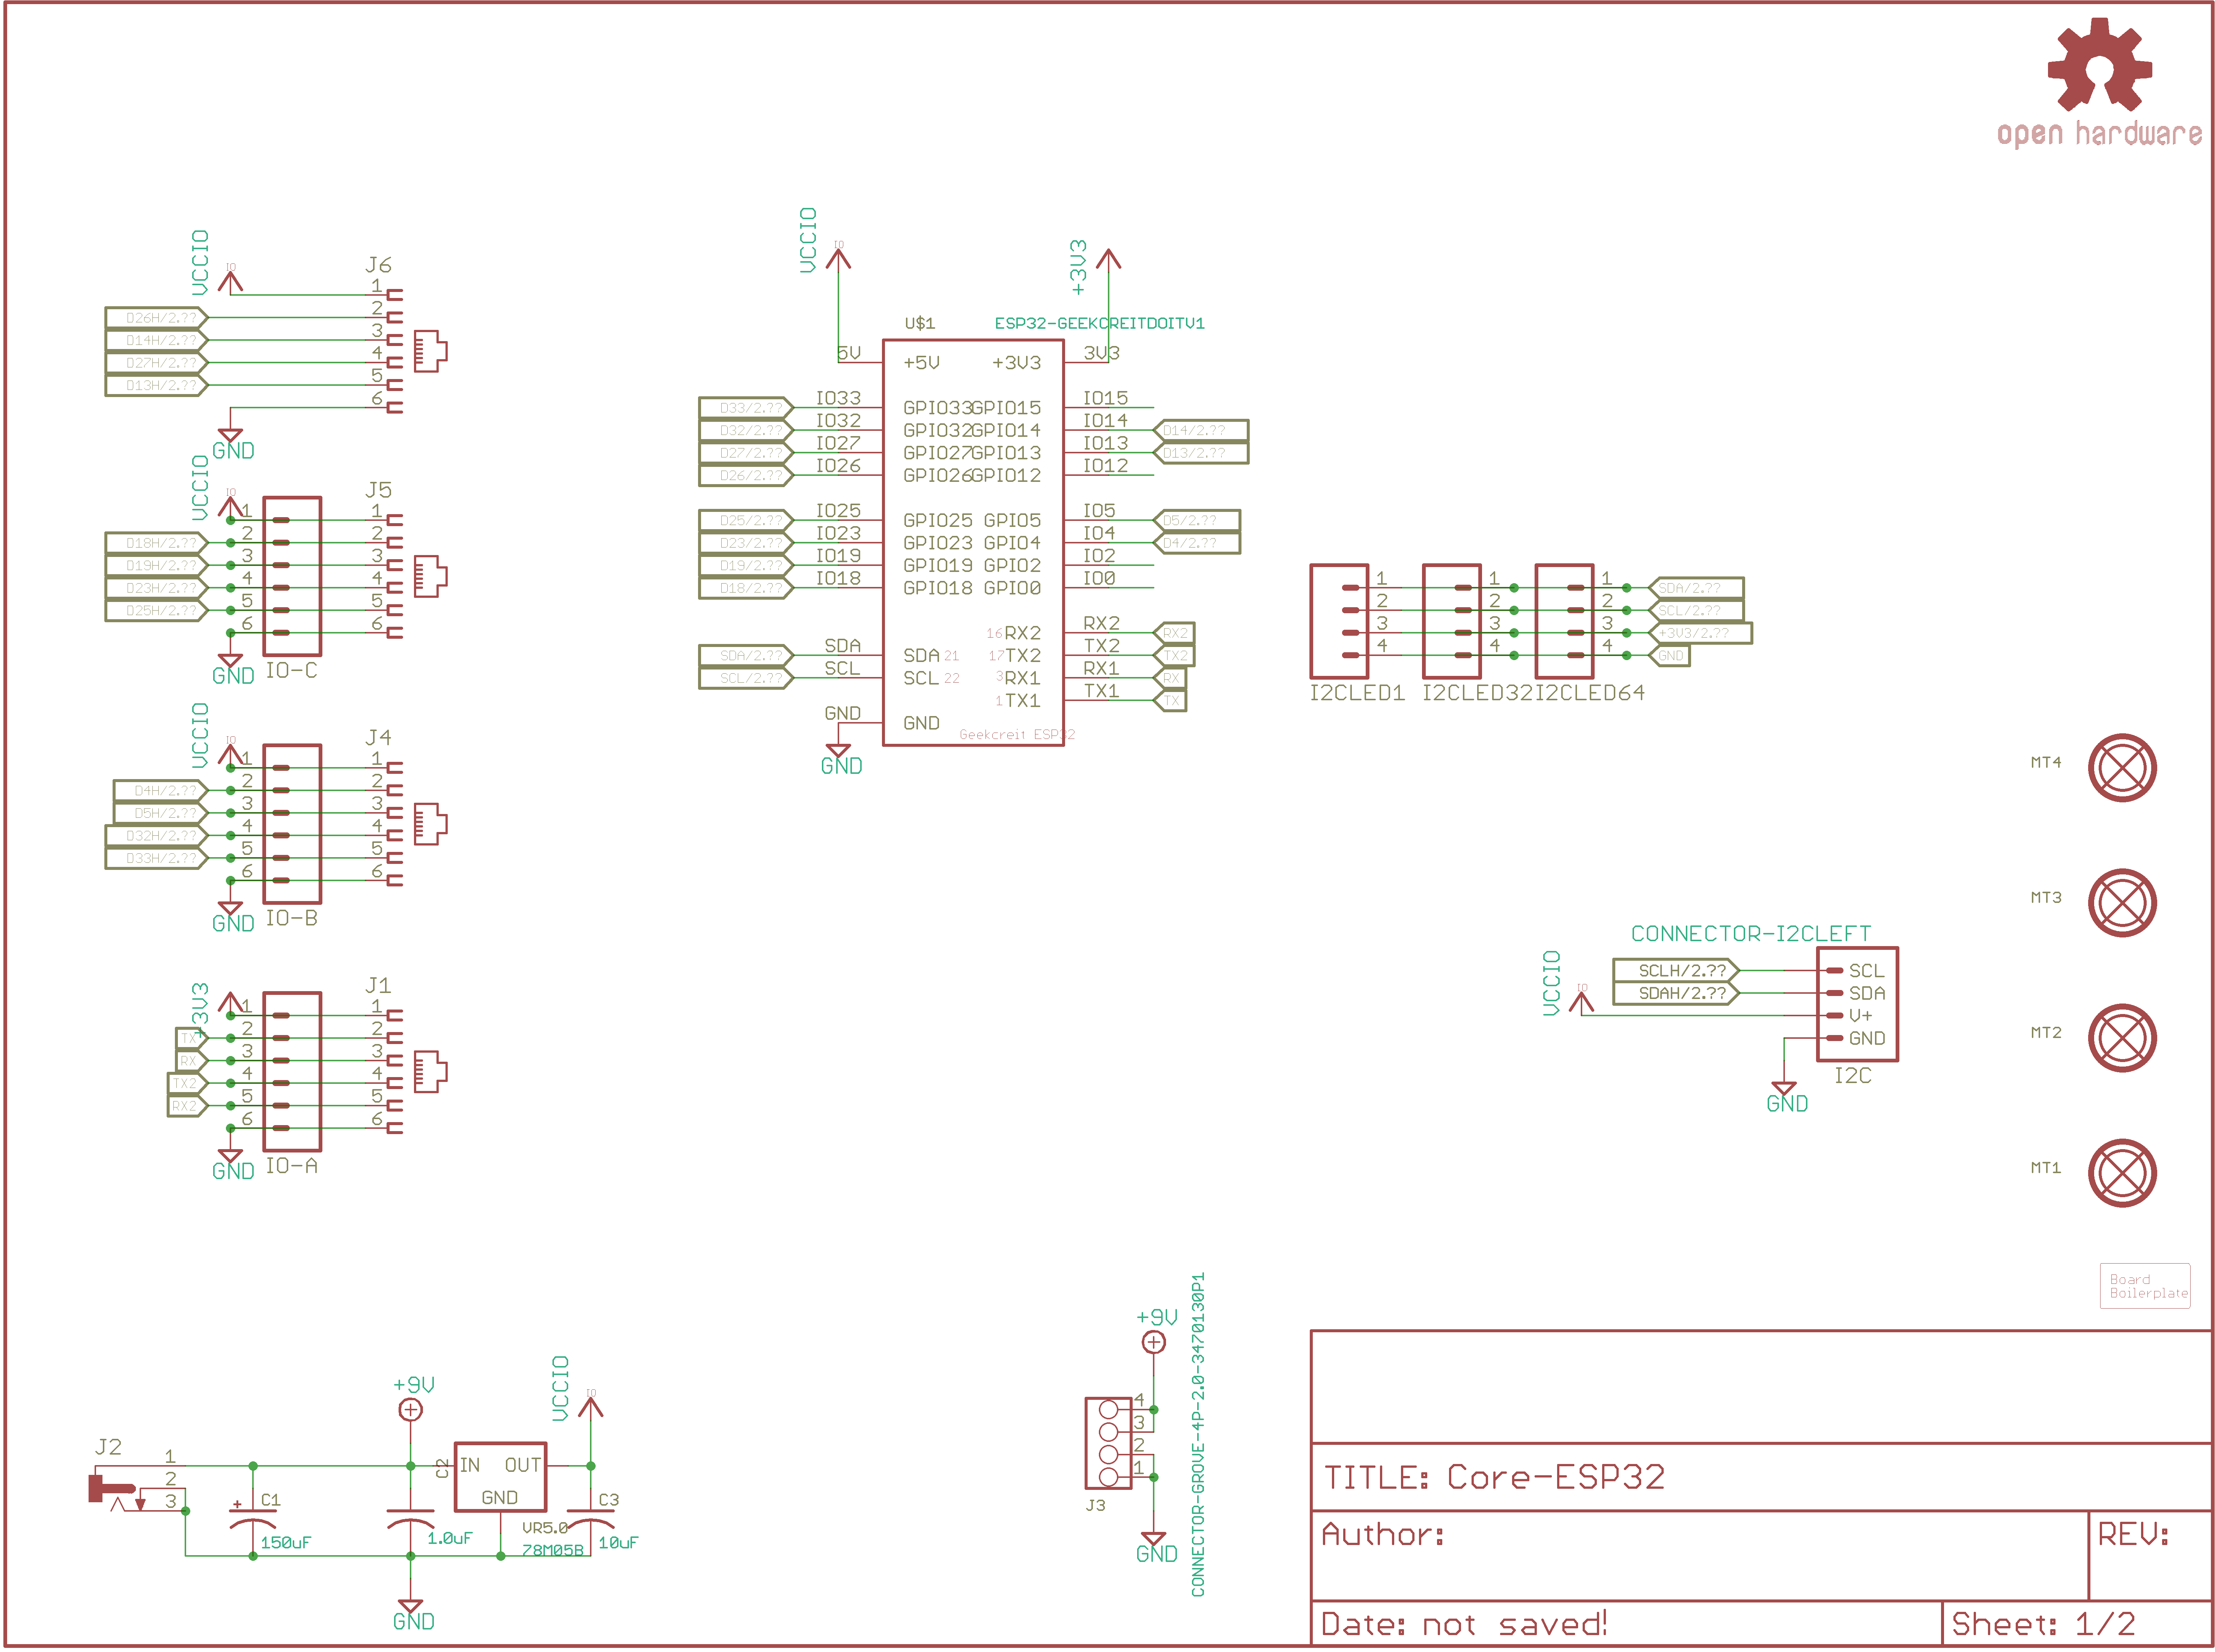 open hardware
VCCIO
IO
J6
1
2
3
4
5
6
D26H/2.??
D14H/2.??
D27H/2.??
D13H/2.??
GND
VCCIO
IO
J5
1
2
3
4
5
6
D18H/2.??
D19H/2.??
D23H/2.??
D25H/2.??
GND
IO-C
1
2
3
4
5
6
VCCIO
IO
J4
1
2
3
4
5
6
D4H/2.??
D5H/2.??
D32H/2.??
D33H/2.??
GND
IO-B
1
2
3
4
5
6
+3V3
J1
1
2
3
4
5
6
TX
RX
TX2
RX2
GND
IO-A
1
2
3
4
5
6
VCCIO
IO
+3V3
U$1
ESP32-GEEKCREITDOITV1
5V
+5V
+3V3
3V3
D33/2.??
IO33
GPIO33
GPIO15
IO15
D32/2.??
IO32
GPIO32
GPIO14
IO14
D14/2.??
D27/2.??
IO27
GPIO27
GPIO13
IO13
D13/2.??
D26/2.??
IO26
GPIO26
GPIO12
IO12
D25/2.??
IO25
GPIO25
GPIO5
IO5
D5/2.??
D23/2.??
IO23
GPIO23
GPIO4
IO4
D4/2.??
D19/2.??
IO19
GPIO19
GPIO2
IO2
D18/2.??
IO18
GPIO18
GPIO0
IO0
16
RX2
RX2
RX2
SDA/2.??
SDA
SDA
21
17
TX2
TX2
TX2
SCL/2.??
SCL
SCL
22
3
RX1
RX1
RX
1
TX1
TX1
TX
GND
GND
Geekcreit ESP32
GND
1
2
3
4
I2CLED1
1
2
3
4
I2CLED32
1
2
3
4
I2CLED64
SDA/2.??
SCL/2.??
+3V3/2.??
GND
MT4
MT3
MT2
MT1
CONNECTOR-I2CLEFT
VCCIO
IO
SCLH/2.??
SDAH/2.??
SCL
SDA
V+
GND
I2C
GND
Board
Boilerplate
J2
1
2
3
C1
150uF
+9V
C2
1.0uF
IN
OUT
GND
VR5.0
78M05B
VCCIO
IO
C3
10uF
GND
+9V
4
3
2
1
J3
GND
CONNECTOR-GROVE-4P-2.0-3470130P1
TITLE: Core-ESP32
Author:
REV:
Date: not saved!
Sheet: 1/2